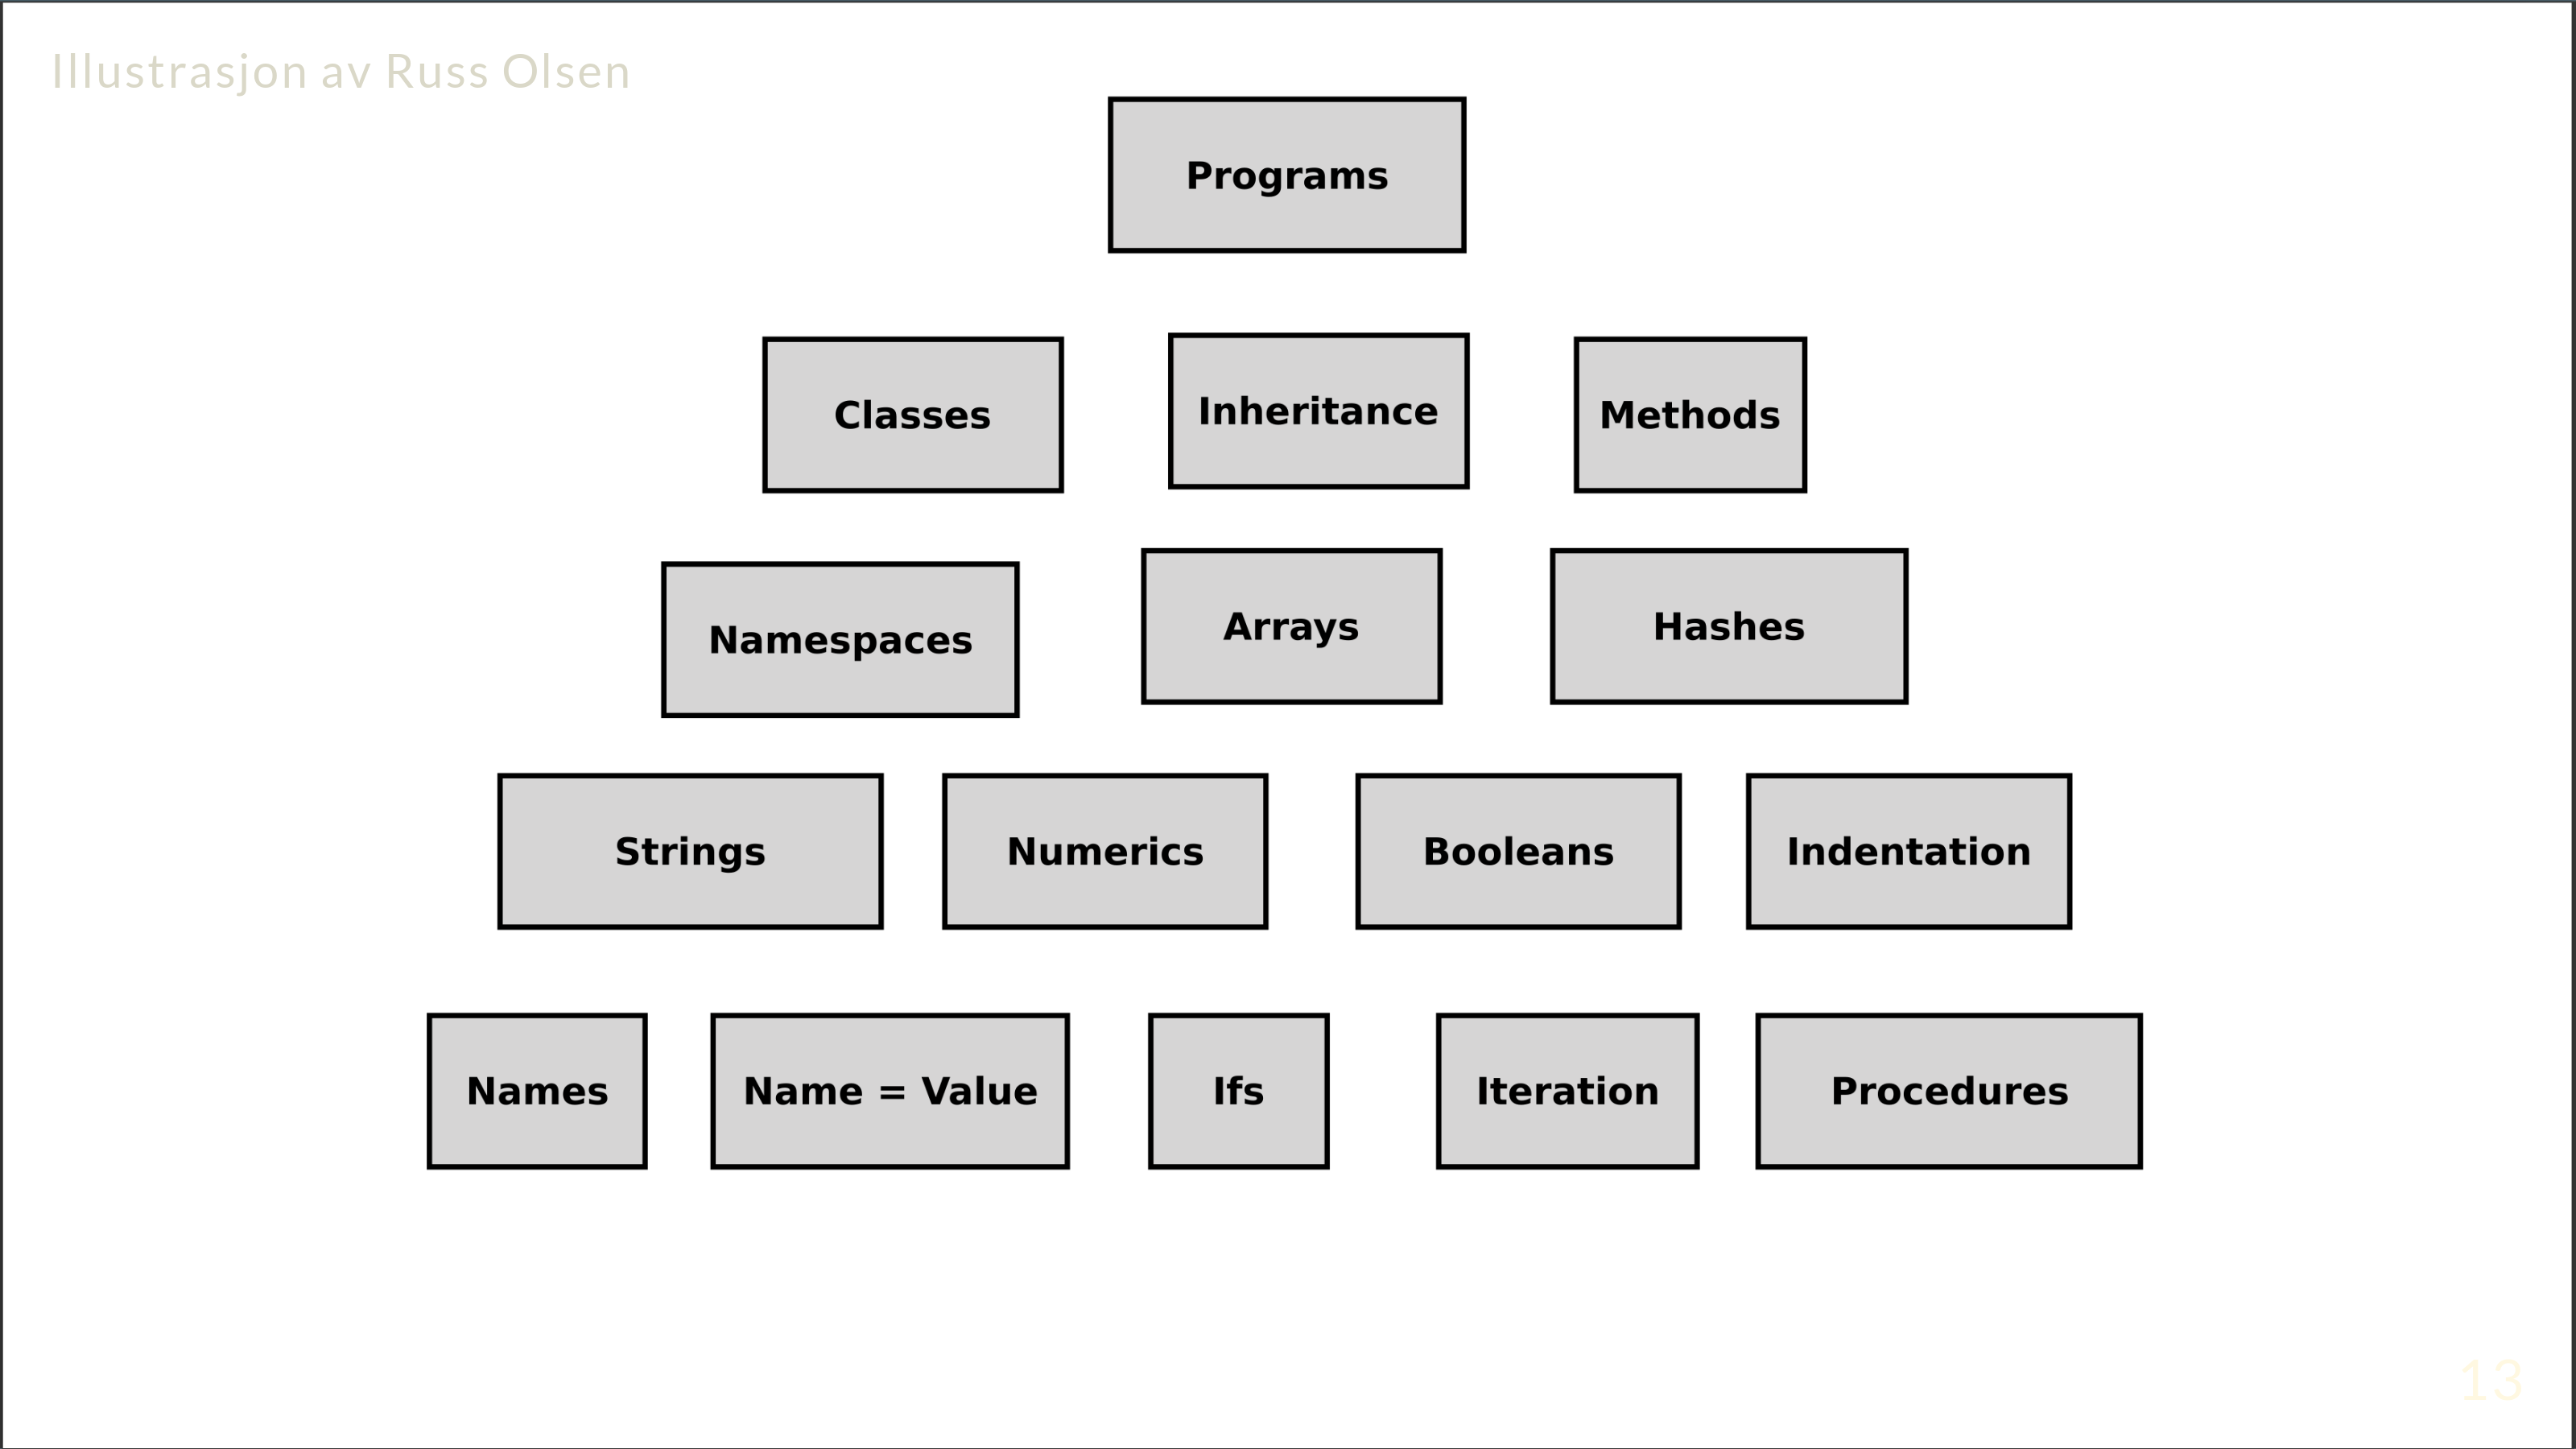 Illustrasjon av Russ Olsen
Programs
Classes
Inheritance
Methods
Namespaces
Arrays
Hashes
Strings
Numerics
Booleans
Indentation
Names
Name = Value
Ifs
Iteration
Procedures
13